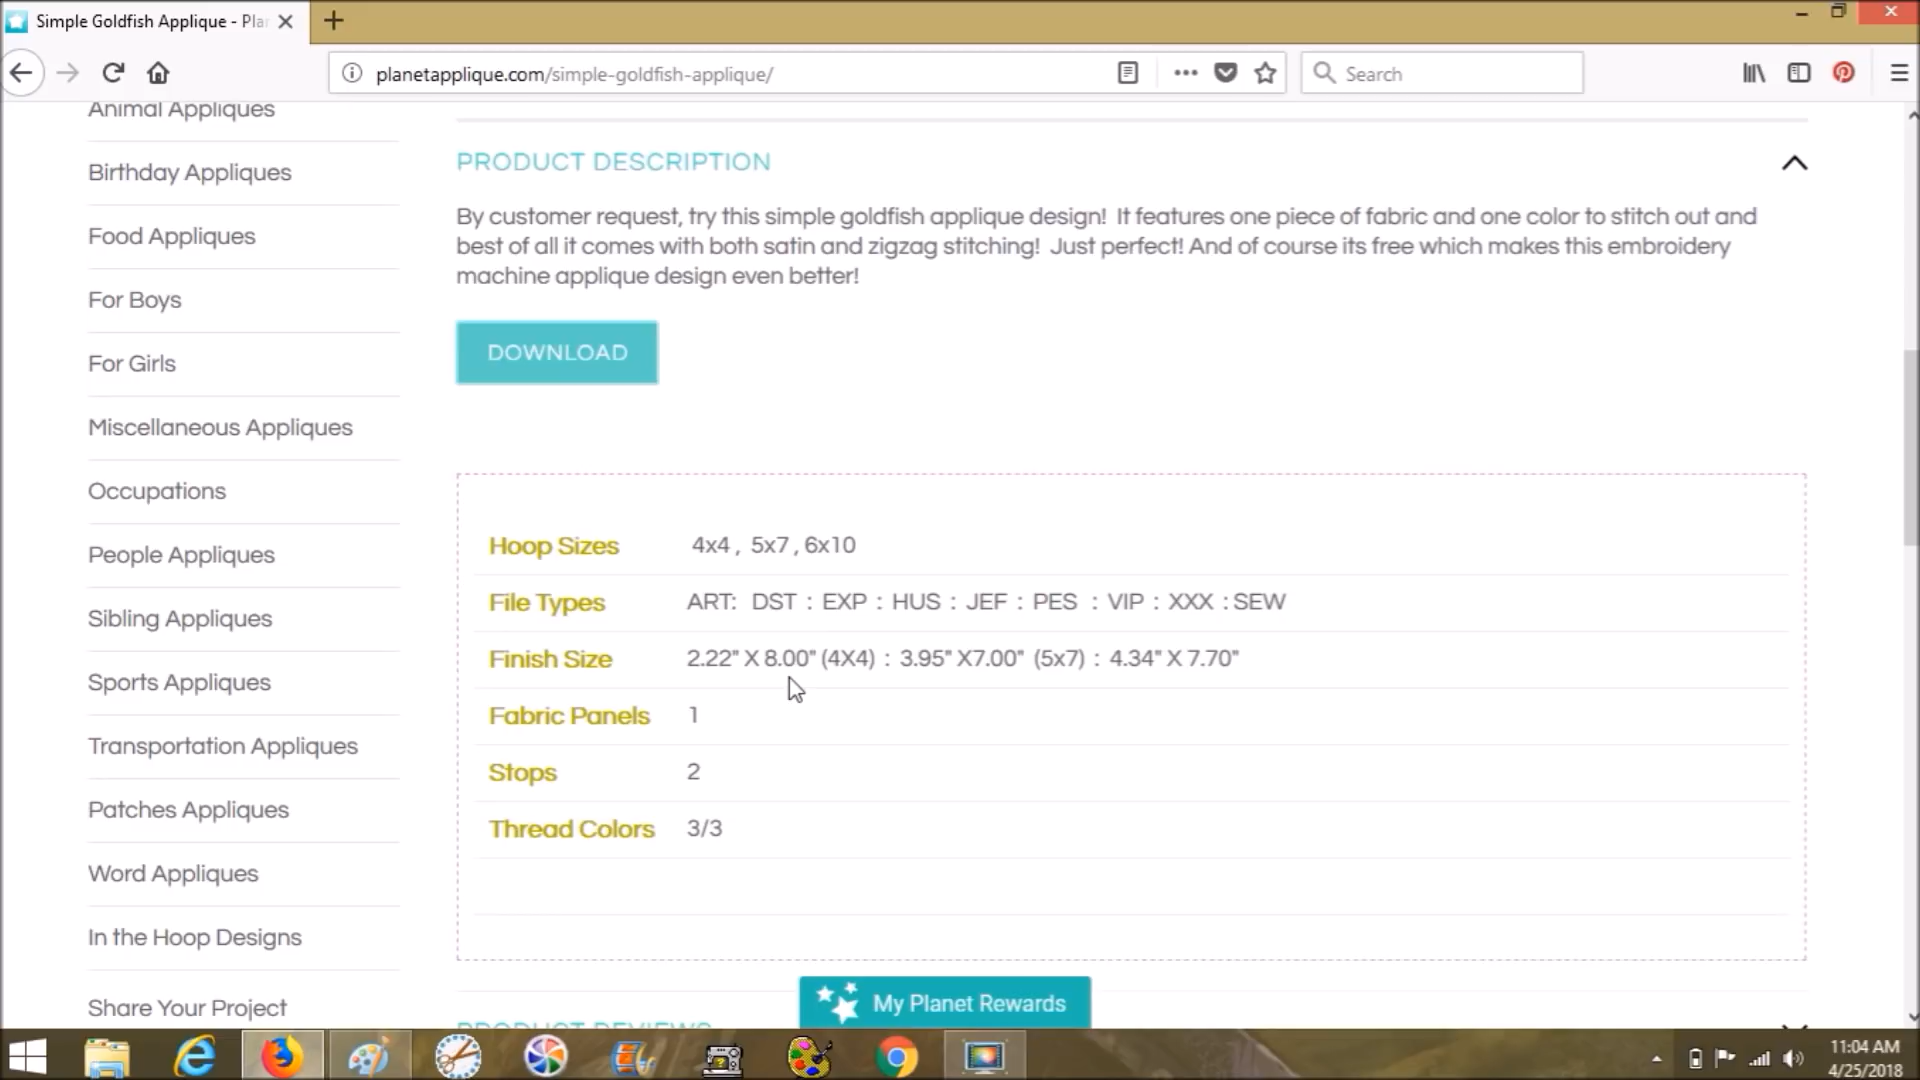 Simple Goldfish Applique - Pla
planetapplique.com/simple-goldfish-applique/
Search
Animal Appliques
Birthday Appliques
Food Appliques
For Boys
For Girls
Miscellaneous Appliques
Occupations
People Appliques
Sibling Appliques
Sports Appliques
Transportation Appliques
Patches Appliques
Word Appliques
In the Hoop Designs
Share Your Project
PRODUCT DESCRIPTION
By customer request, try this simple goldfish applique design! It features one piece of fabric and one color to stitch out and
best of all it comes with both satin and zigzag stitching! Just perfect! And of course its free which makes this embroidery
machine applique design even better!
DOWNLOAD
Hoop Sizes 4x4 , 5x7 , 6x10
File Types ART: DST : EXP : HUS : JEF : PES : VIP : XXX : SEW
Finish Size 2.22" X 8.00" (4X4) : 3.95" X7.00" (5x7) : 4.34" X 7.70"
Fabric Panels 1
Stops 2
Thread Colors 3/3
My Planet Rewards
PRODUCT REVIEWS
11:04 AM
4/25/2018